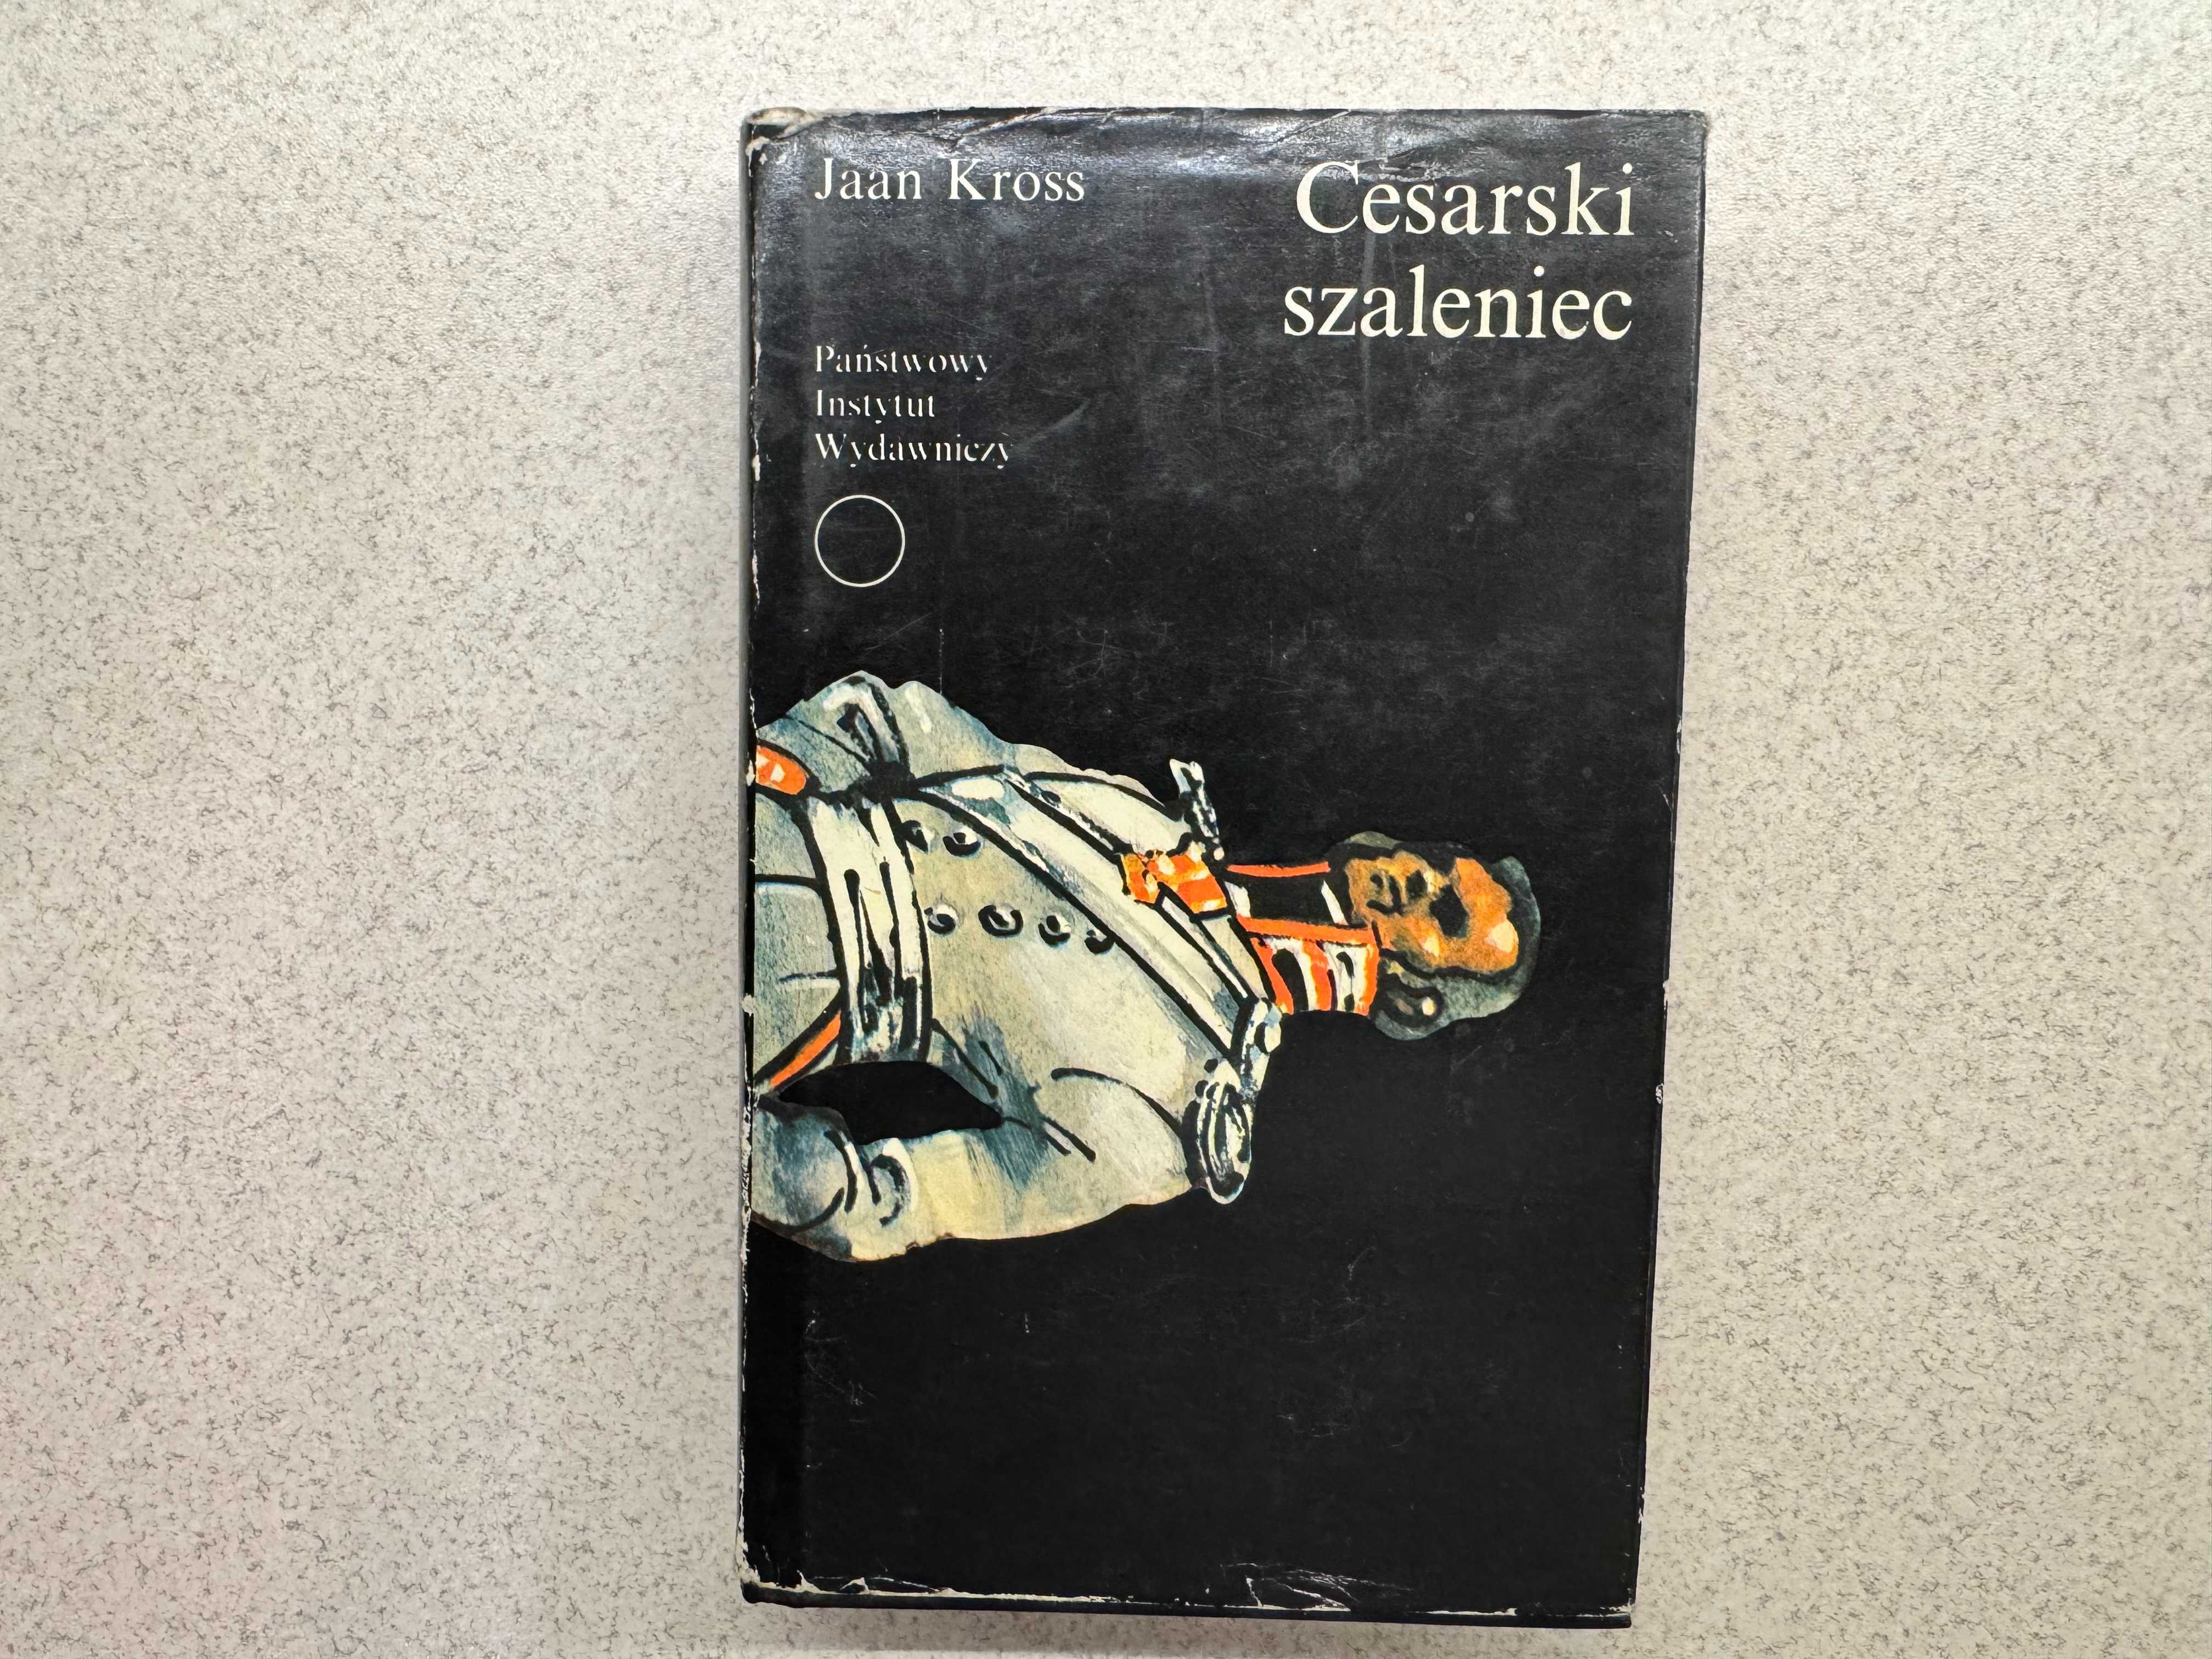 Jaan Kross
Cesarski
szaleniec
Państwowy
Instytut
Wydawniczy